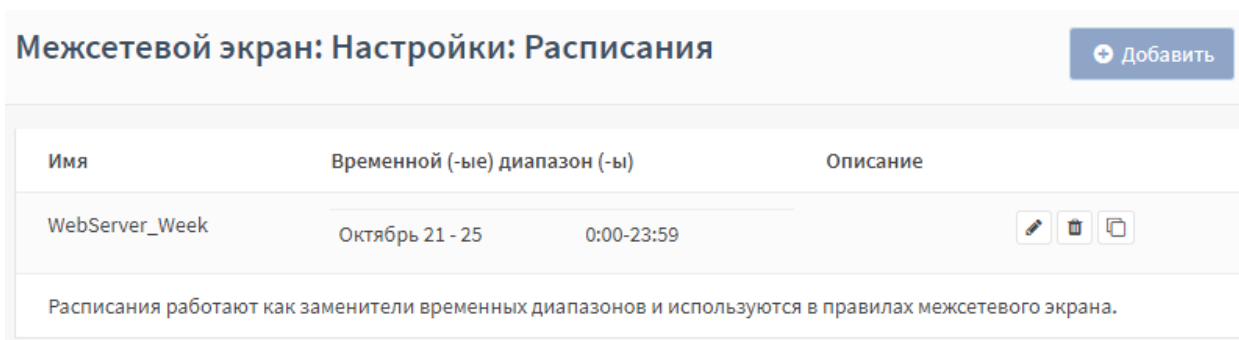 Межсетевой экран: Настройки: Расписания
Добавить
Имя Временной (-ые) диапазон (-ы) Описание
WebServer_Week Октябрь 21 - 25 0:00-23:59
Расписания работают как заменители временных диапазонов и используются в правилах межсетевого экрана.